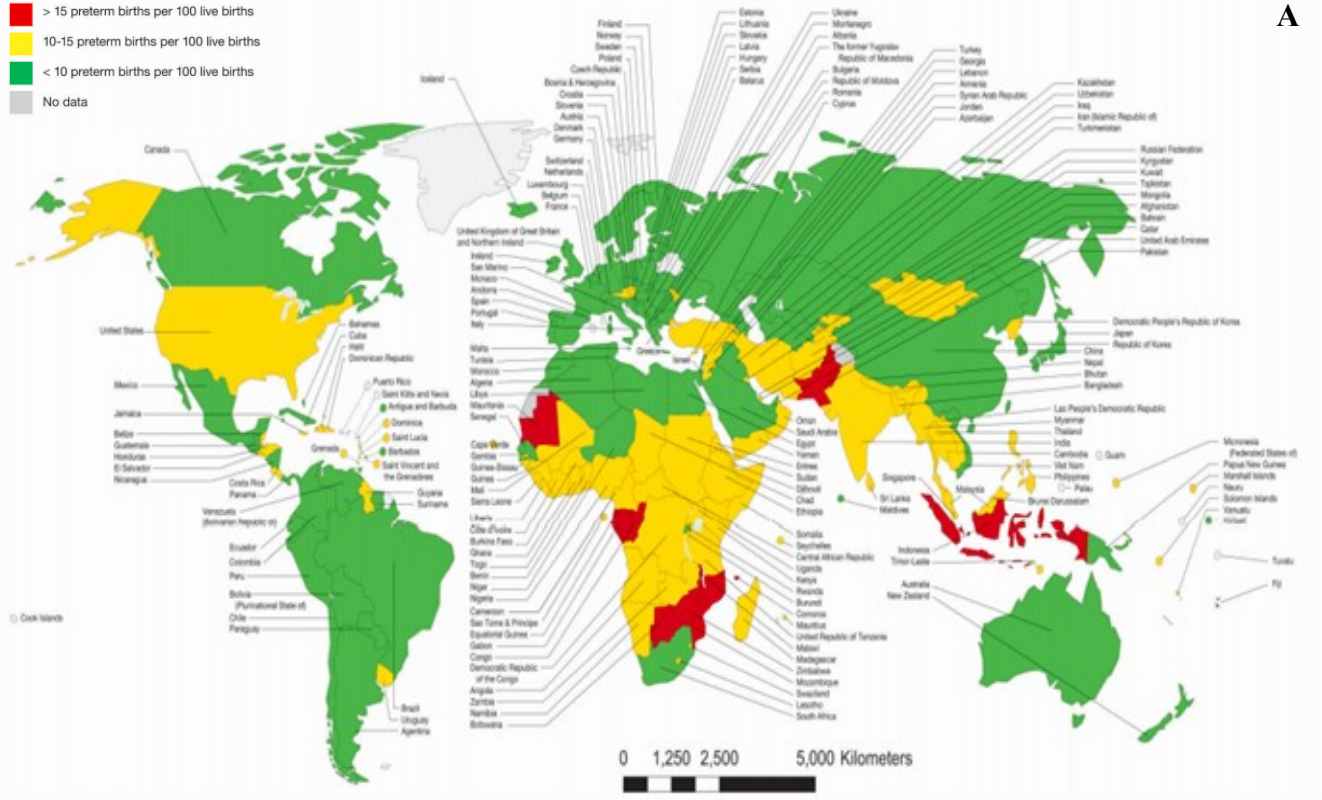 > 15 preterm births per 100 live births
10-15 preterm births per 100 live births
< 10 preterm births per 100 live births
No data
A
Iceland
Canada
United States
Mexico
Jamaica
Belize
Guatemala
Honduras
El Salvador
Nicaragua
Costa Rica
Panama
Venezuela
(Bolivarian Republic of)
Ecuador
Colombia
Peru
Bolivia
(Plurinational State of)
Chile
Paraguay
Cook Islands
Bahamas
Cuba
Haiti
Dominican Republic
Puerto Rico
Saint Kitts and Nevis
Antigua and Barbuda
Dominica
Saint Lucia
Barbados
Grenada
Saint Vincent and
the Grenadines
Guyana
Suriname
Brazil
Uruguay
Agentina
Finland
Norway
Sweden
Poland
Czech Republic
Bosnia & Herzegovina
Croatia
Slovenia
Austria
Denmark
Germany
Switzerland
Netherlands
Luxembourg
Belgium
France
United Kingdom of Great Britain
and Northern Ireland
Ireland
San Marino
Monaco
Andorra
Spain
Portugal
Italy
Greece
Israel
Malta
Tunisia
Morocco
Algeria
Libya
Mauritania
Senegal
Cape Verde
Gambia
Guinea-Bissau
Guinea
Mali
Sierra Leone
Liberia
Côte d'Ivoire
Burkina Faso
Ghana
Togo
Benin
Niger
Nigeria
Cameroon
Sao Tome & Principe
Equatorial Guinea
Gabon
Congo
Democratic Republic
of the Congo
Angola
Zambia
Namibia
Botswana
Estonia
Lithuania
Slovakia
Latvia
Hungary
Serbia
Belarus
Ukraine
Montenegro
Albania
The former Yugoslav
Republic of Macedonia
Bulgaria
Republic of Moldova
Romania
Cyprus
Turkey
Georgia
Lebanon
Armenia
Syrian Arab Republic
Jordan
Azerbaijan
Kazakhstan
Uzbekistan
Iraq
Iran (Islamic Republic of)
Turkmenistan
Russian Federation
Kyrgystan
Kuwait
Tajikistan
Mongolia
Afghanistan
Bahrain
Qatar
United Arab Emirates
Pakistan
Democratic People's Republic of Korea
Japan
Republic of Korea
China
Nepal
Bhutan
Bangladesh
Lao People's Democratic Republic
Myanmar
Thailand
India
Cambodia
Guam
Viet Nam
Philippines
Palau
Brunei Darussalam
Singapore
Malaysia
Sri Lanka
Maldives
Indonesia
Timor-Leste
Australia
New Zealand
Micronesia
(Federated States of)
Papua New Guinea
Marshall Islands
Nauru
Solomon Islands
Vanuatu
Kiribati
Tuvalu
Fiji
Oman
Saudi Arabia
Egypt
Yemen
Eritrea
Sudan
Djibouti
Chad
Ethiopia
Somalia
Seychelles
Central African Republic
Uganda
Kenya
Rwanda
Burundi
Comoros
Mauritius
United Republic of Tanzania
Malawi
Madagascar
Zimbabwe
Mozambique
Swaziland
Lesotho
South Africa
0 1,250 2,500 5,000 Kilometers